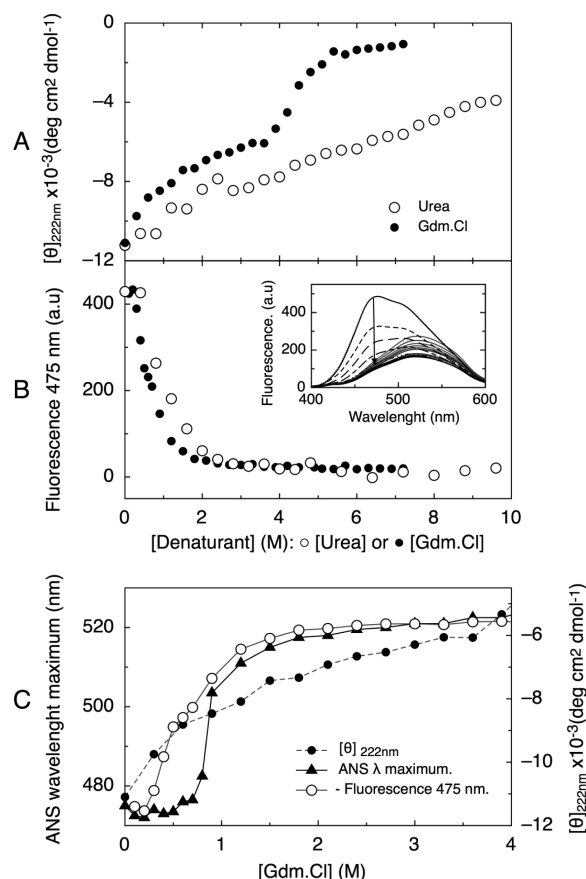 0
−4
−8
−12
A
[θ]222nm x10-3(deg cm2 dmol-1)
Urea
Gdm.Cl
400
200
0
B
Fluorescence 475 nm (a.u)
Fluorescence. (a.u)
400
200
0
400
500
600
Wavelenght (nm)
0 2 4 6 8 10
[Denaturant] (M): ○ [Urea] or ● [Gdm.Cl]
520
500
480
C
ANS wavelenght maximum (nm)
−6
−8
−10
−12
[θ]222nm x10-3(deg cm2 dmol-1)
[θ] 222nm
ANS λ maximum.
- Fluorescence 475 nm.
0 1 2 3 4
[Gdm.Cl] (M)